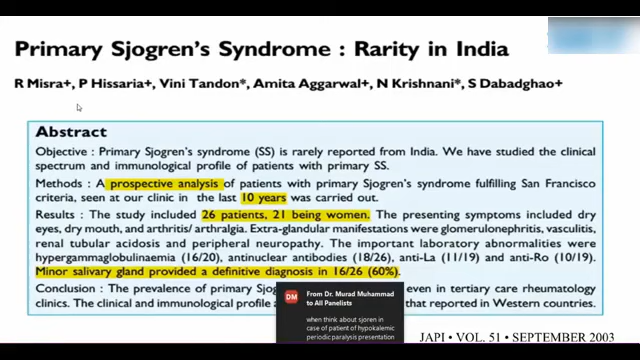 Primary Sjogren's Syndrome : Rarity in India
R Misra+, P Hissaria+, Vini Tandon*, Amita Aggarwal+, N Krishnani*, S Dabadghao+
Abstract
Objective : Primary Sjogren's syndrome (SS) is rarely reported from India. We have studied the clinical
spectrum and immunological profile of patients with primary SS.
Methods : A prospective analysis of patients with primary Sjogren's syndrome fulfilling San Francisco
criteria, seen at our clinic in the last 10 years was carried out.
Results : The study included 26 patients, 21 being women. The presenting symptoms included dry
eyes, dry mouth, and arthritis/ arthralgia. Extra-glandular manifestations were glomerulonephritis, vasculitis,
renal tubular acidosis and peripheral neuropathy. The important laboratory abnormalities were
hypergammaglobulinaemia (16/20), antinuclear antibodies (18/26), anti-La (11/19) and anti-Ro (10/19).
Minor salivary gland provided a definitive diagnosis in 16/26 (60%).
Conclusion : The prevalence of primary Sjog even in tertiary care rheumatology
clinics. The clinical and immunological profile that reported in Western countries.
DM From Dr. Murad Muhammad
to All Panelists
when think about sjoren in
case of patient of hypokalemic
periodic paralysis presentation
JAPI • VOL. 51 • SEPTEMBER 2003